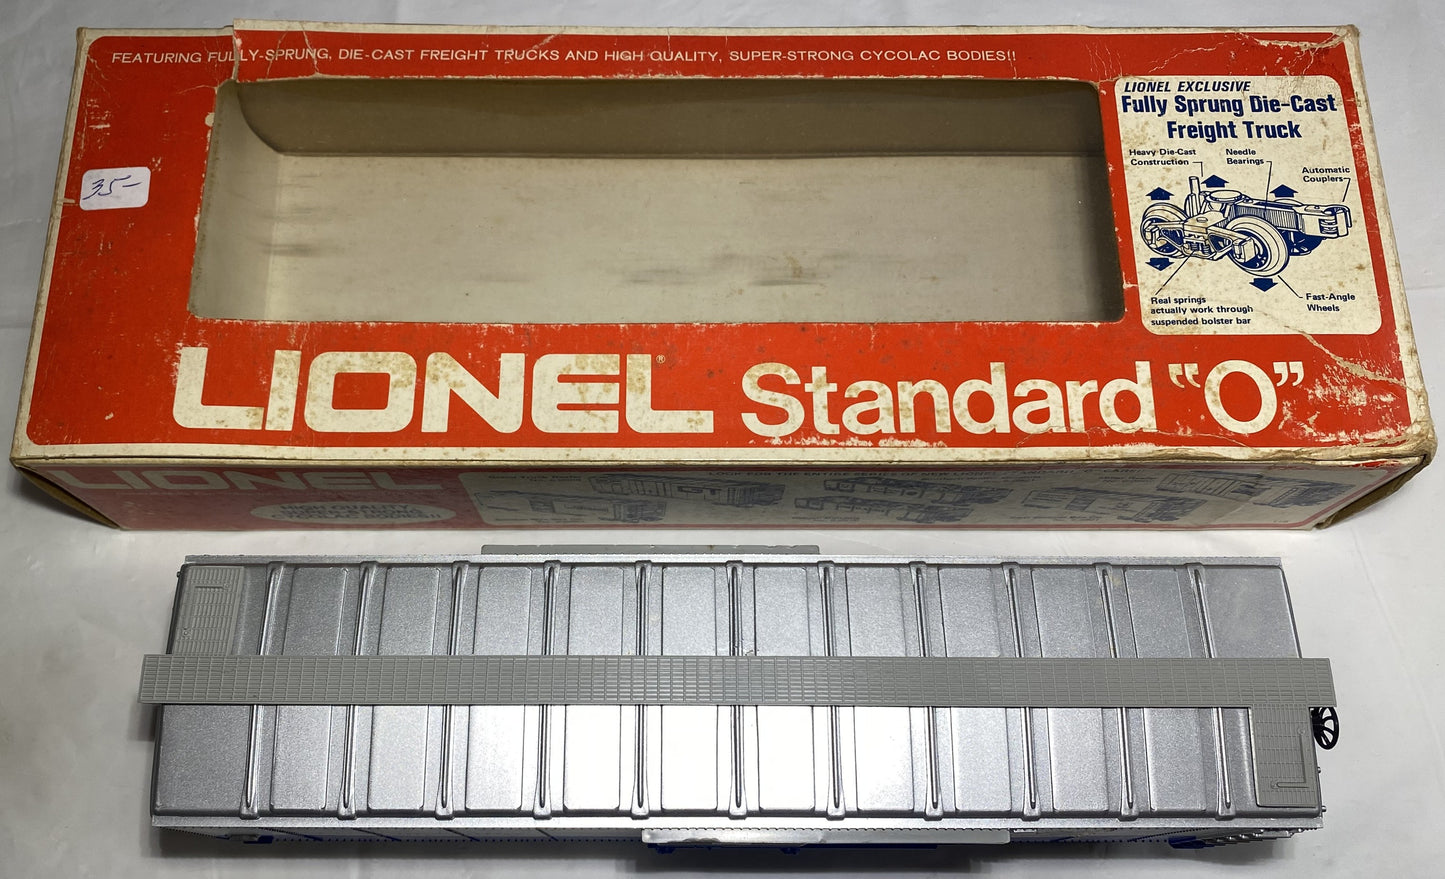 FEATURING FULLY-SPRUNG, DIE-CAST FREIGHT TRUCKS AND HIGH QUALITY, SUPER-STRONG CYCOLAC BODIES!!
LIONEL EXCLUSIVE
Fully Sprung Die-Cast
Freight Truck
Heavy Die-Cast
Construction
Needle
Bearings
Automatic
Couplers
Real springs
actually work through
suspended bolster bar
Fast-Angle
Wheels
35-
LIONEL® Standard "O"
LIONEL
HIGH QUALITY